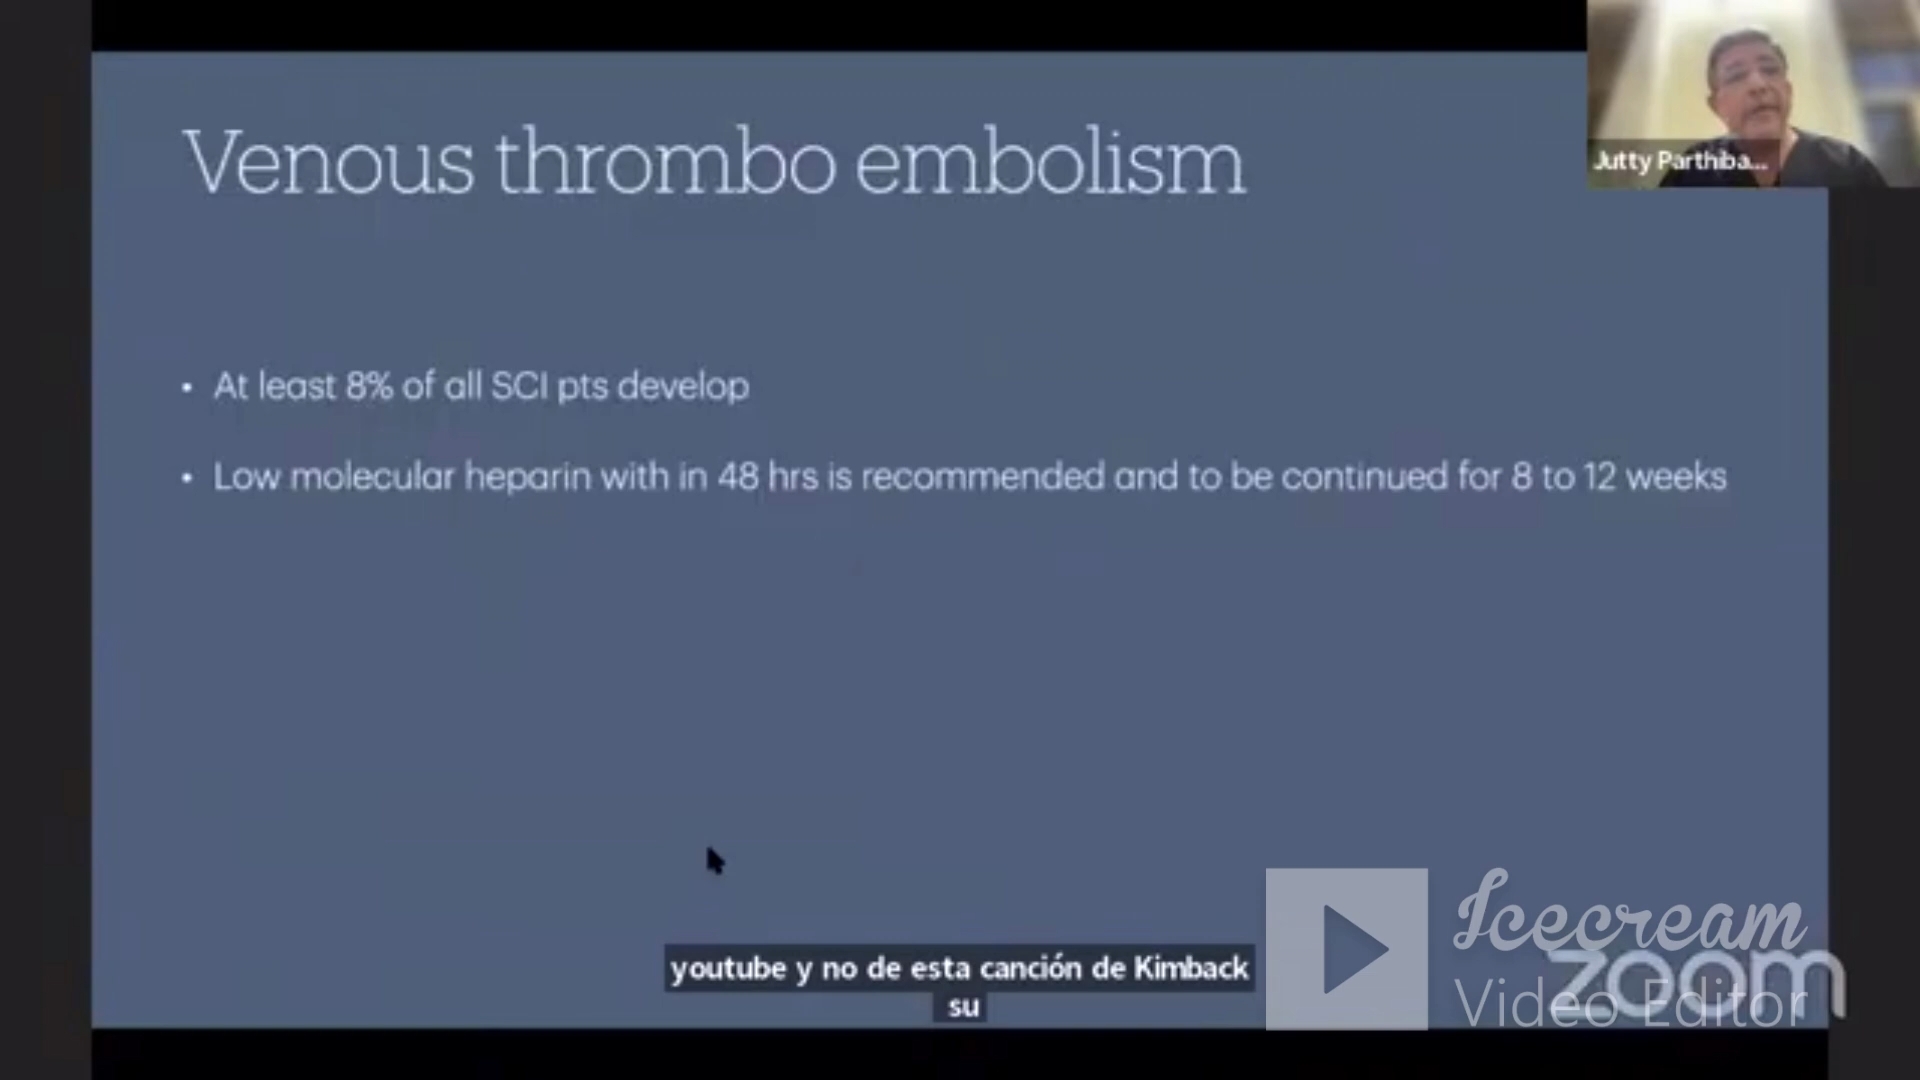 Venous thrombo embolism
Jutty Parthiba...
• At least 8% of all SCI pts develop
• Low molecular heparin with in 48 hrs is recommended and to be continued for 8 to 12 weeks
youtube y no de esta canción de Kimback
su
Icecream
Video Editor
zoom